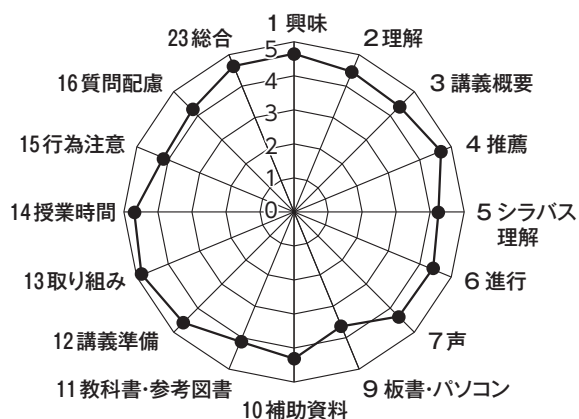 1 興味
2 理解
3 講義概要
4 推薦
5 シラバス
理解
6 進行
7 声
9 板書・パソコン
10 補助資料
11 教科書・参考図書
12 講義準備
13 取り組み
14 授業時間
15 行為注意
16 質問配慮
23 総合
5
4
3
2
1
0